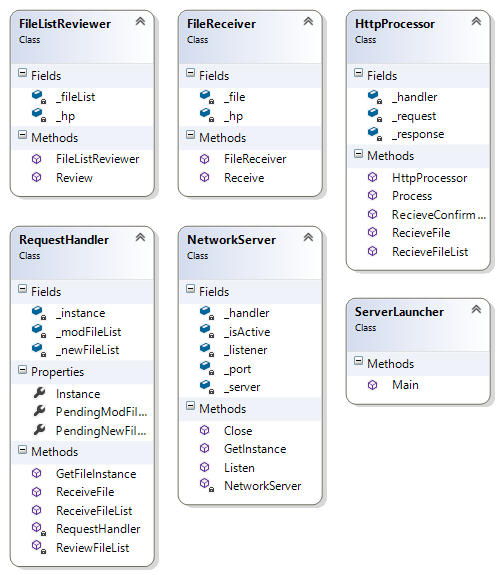 FileListReviewer
Class
Fields
_fileList
_hp
Methods
FileListReviewer
Review
FileReceiver
Class
Fields
_file
_hp
Methods
FileReceiver
Receive
HttpProcessor
Class
Fields
_handler
_request
_response
Methods
HttpProcessor
Process
RecieveConfirm...
RecieveFile
RecieveFileList
RequestHandler
Class
Fields
_instance
_modFileList
_newFileList
Properties
Instance
PendingModFil...
PendingNewFil...
Methods
GetFileInstance
ReceiveFile
ReceiveFileList
RequestHandler
ReviewFileList
NetworkServer
Class
Fields
_handler
_isActive
_listener
_port
_server
Methods
Close
GetInstance
Listen
NetworkServer
ServerLauncher
Class
Methods
Main